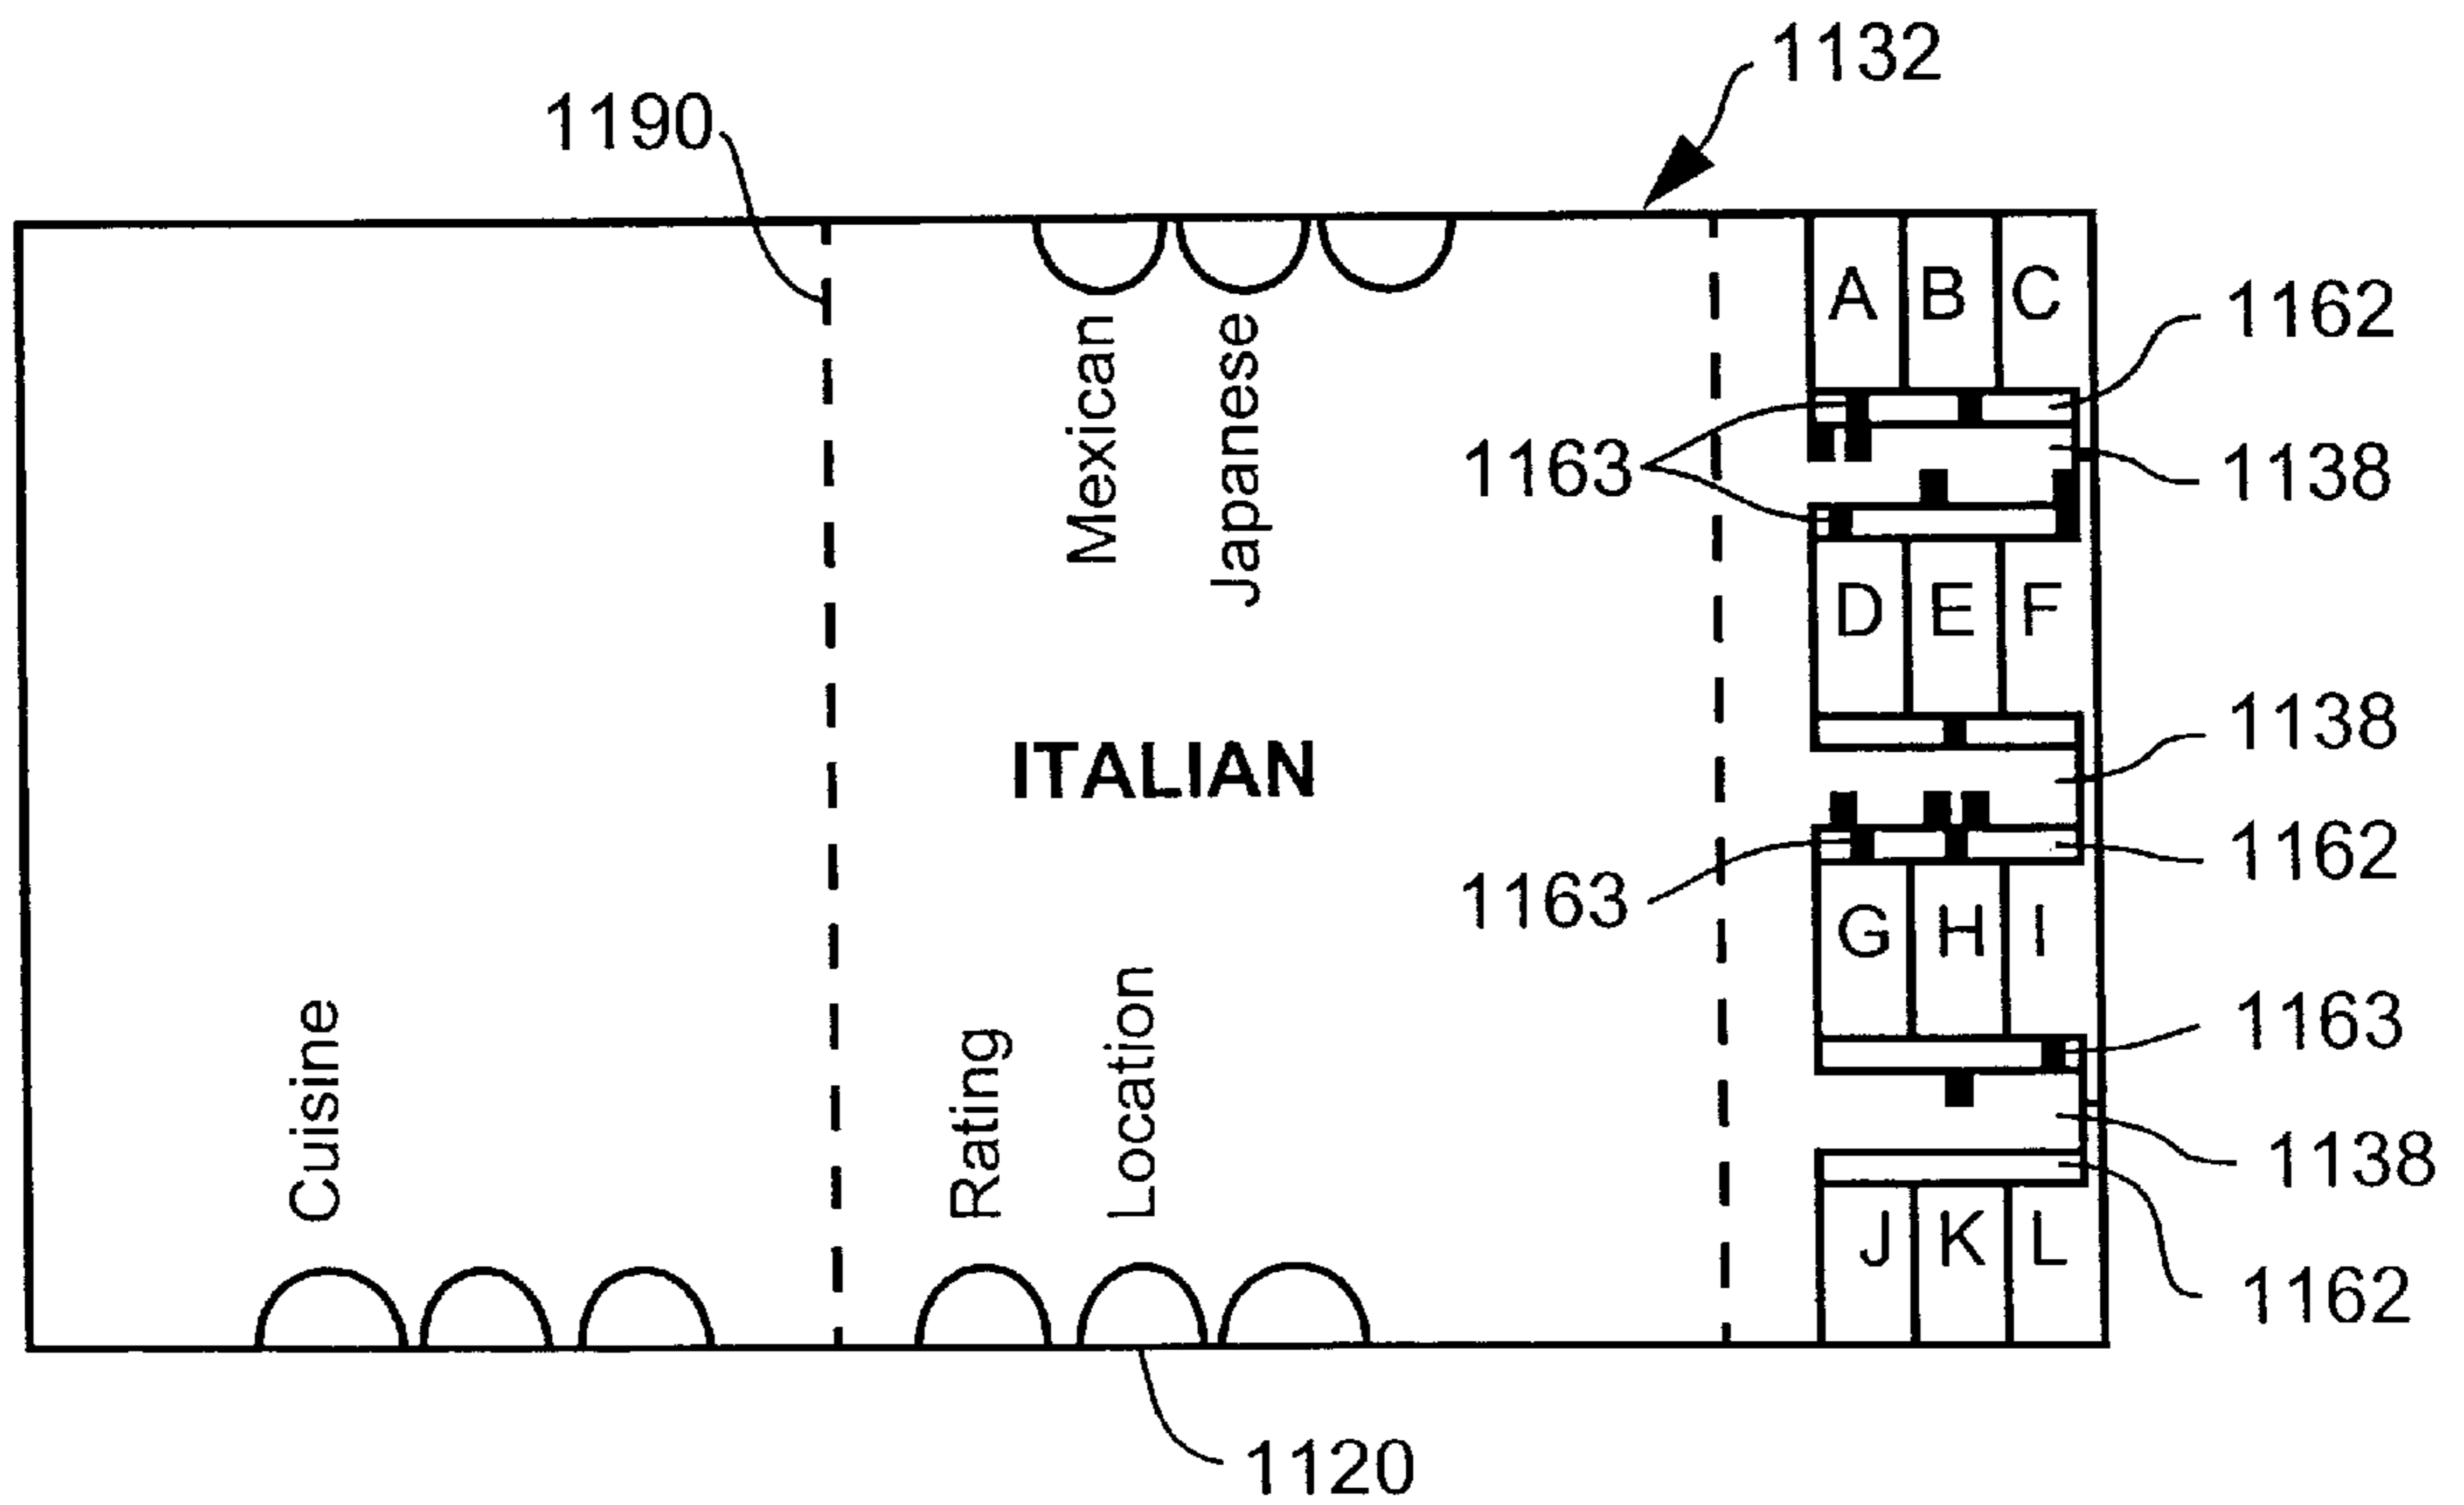 1132
1190
A B C
1162
Mexican
Japanese
1163
1138
D E F
1138
ITALIAN
1162
1163
G H I
1163
Cuisine
Rating
Location
1138
J K L
1162
1120